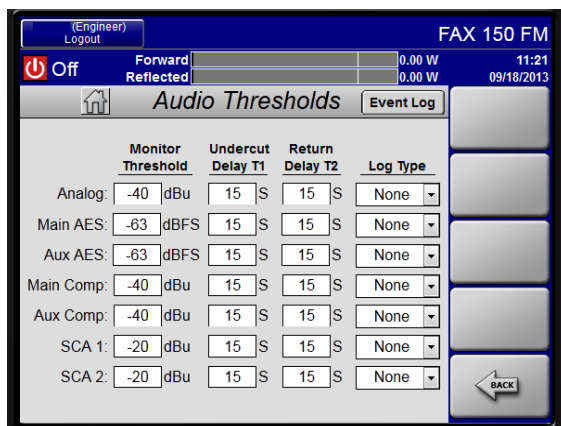 (Engineer)
Logout
FAX 150 FM
Off
Forward 0.00 W
Reflected 0.00 W
11:21
09/18/2013
Audio Thresholds
Event Log
Monitor Threshold
Undercut Delay T1
Return Delay T2
Log Type
Analog: -40 dBu 15 S 15 S None
Main AES: -63 dBFS 15 S 15 S None
Aux AES: -63 dBFS 15 S 15 S None
Main Comp: -40 dBu 15 S 15 S None
Aux Comp: -40 dBu 15 S 15 S None
SCA 1: -20 dBu 15 S 15 S None
SCA 2: -20 dBu 15 S 15 S None
BACK